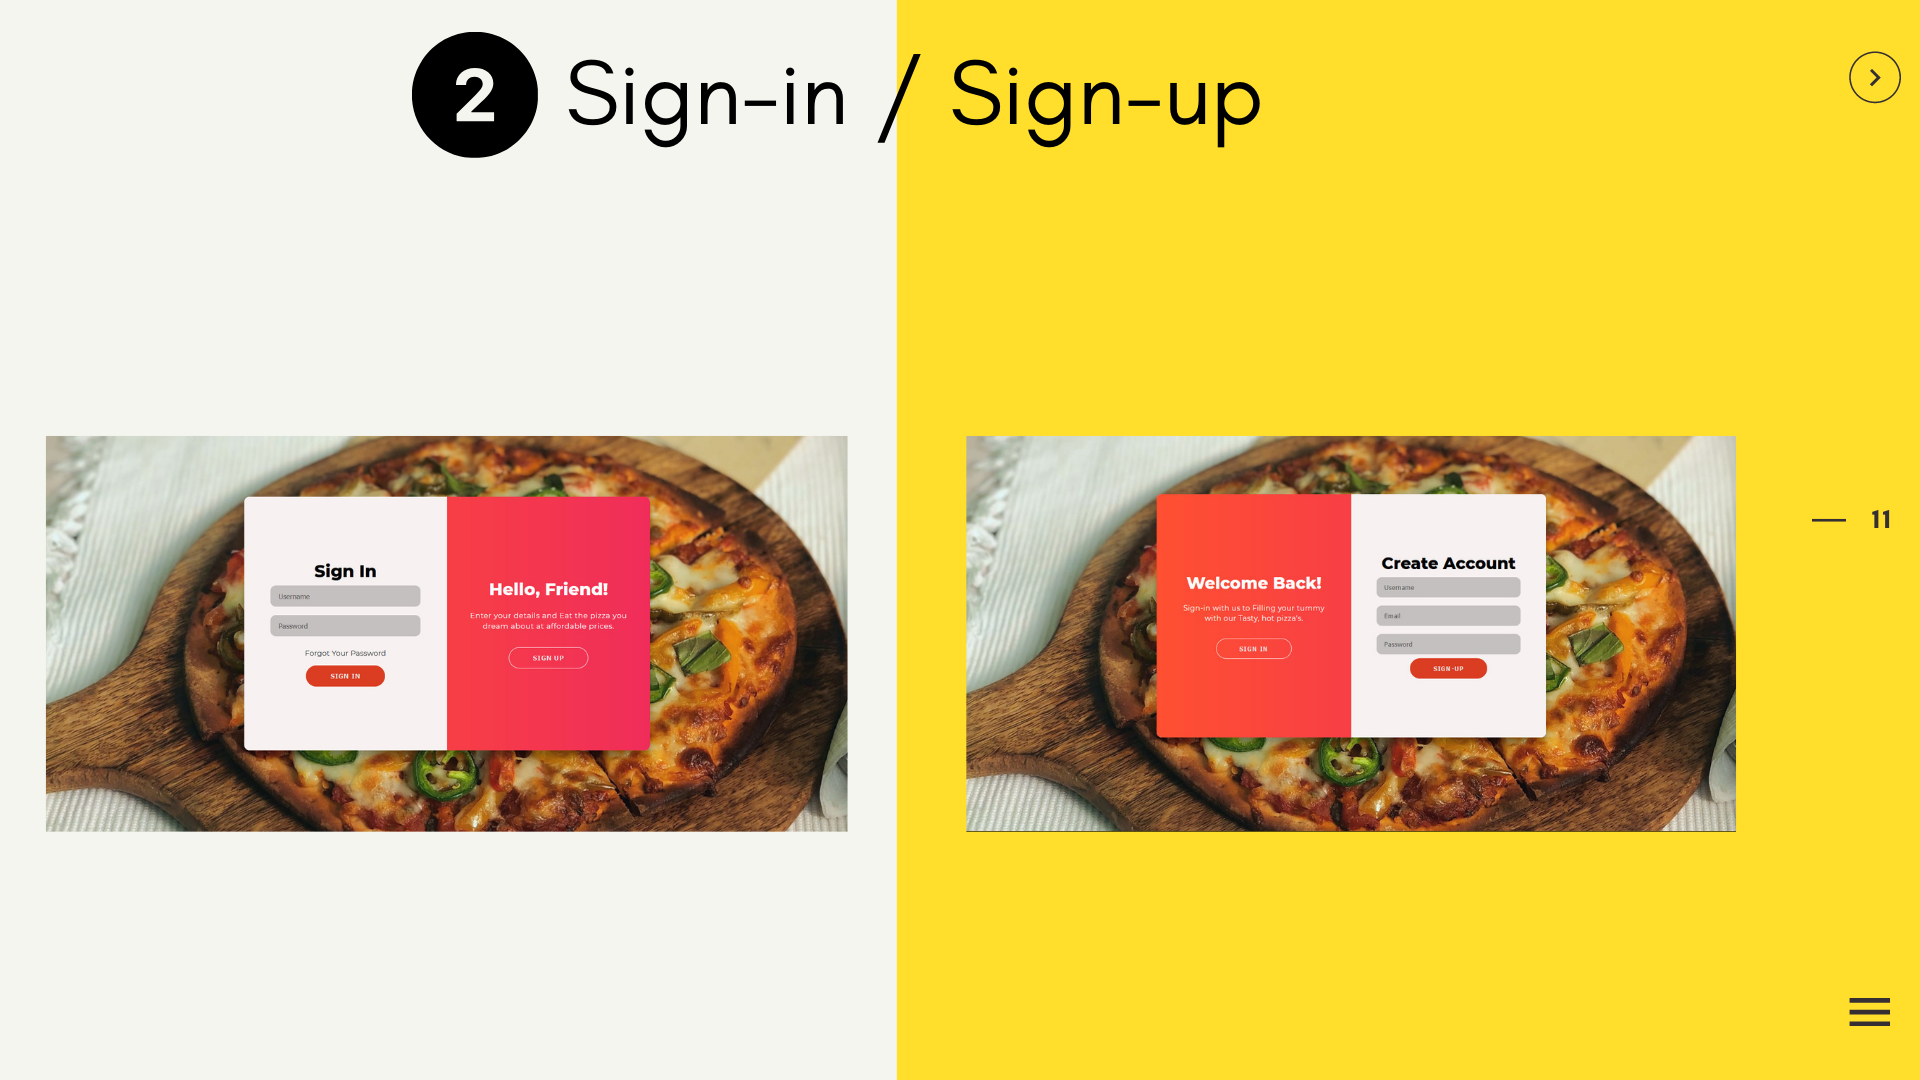 2 Sign-in / Sign-up
Sign In
Username
Password
Forgot Your Password
SIGN IN
Hello, Friend!
Enter your details and Eat the pizza you
dream about at affordable prices.
SIGN UP
Welcome Back!
Sign-in with us to Filling your tummy
with our Tasty, hot pizza's.
SIGN IN
Create Account
Username
Email
Password
SIGN-UP
— 11